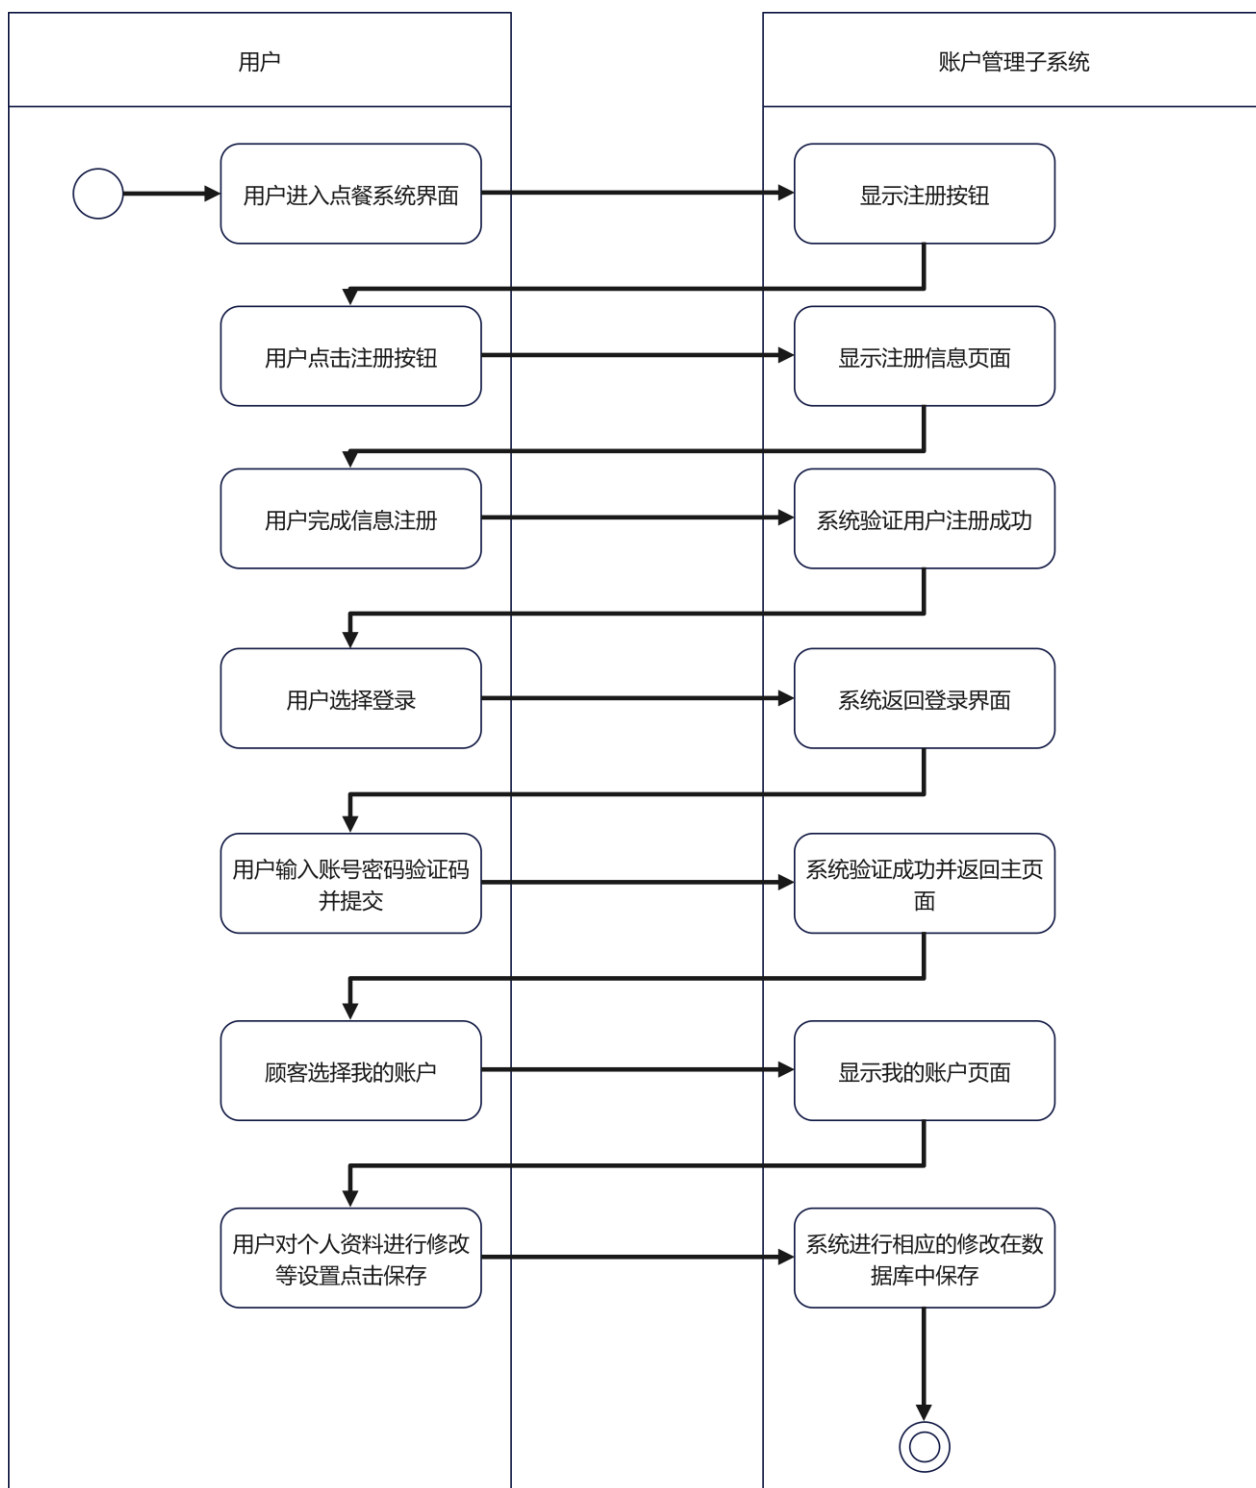 用户
账户管理子系统
用户进入点餐系统界面
显示注册按钮
用户点击注册按钮
显示注册信息页面
用户完成信息注册
系统验证用户注册成功
用户选择登录
系统返回登录界面
用户输入账号密码验证码
并提交
系统验证成功并返回主页
面
顾客选择我的账户
显示我的账户页面
用户对个人资料进行修改
等设置点击保存
系统进行相应的修改在数
据库中保存